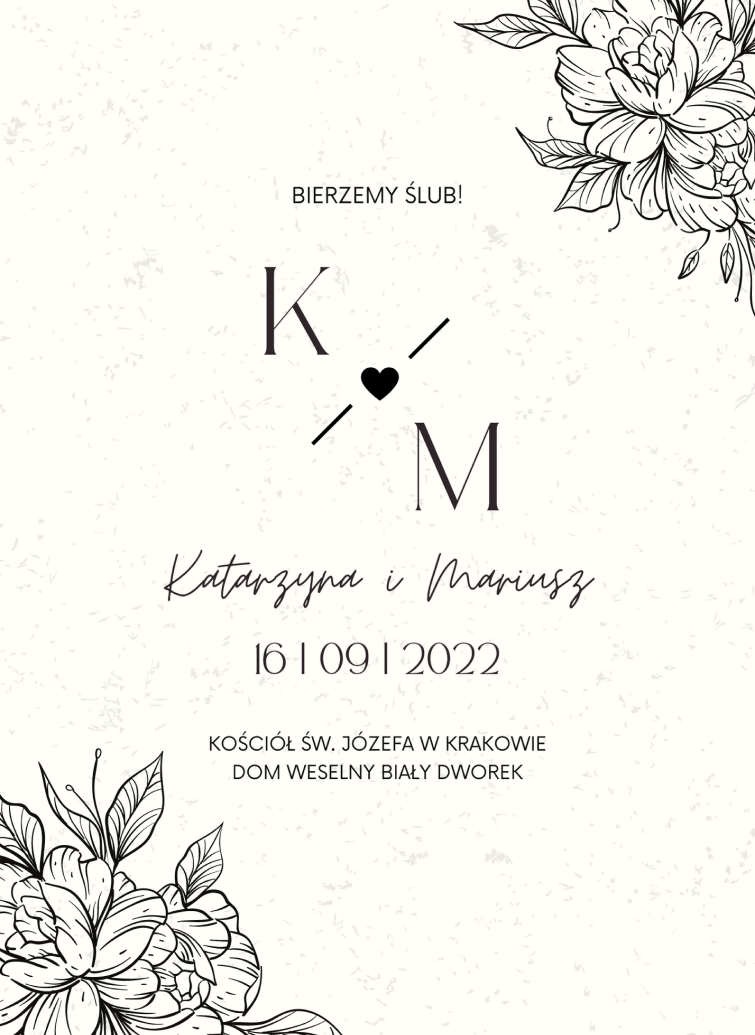 BIERZEMY ŚLUB!
K
M
Katarzyna i Mariusz
16 | 09 | 2022
KOŚCIÓŁ ŚW. JÓZEFA W KRAKOWIE
DOM WESELNY BIAŁY DWOREK